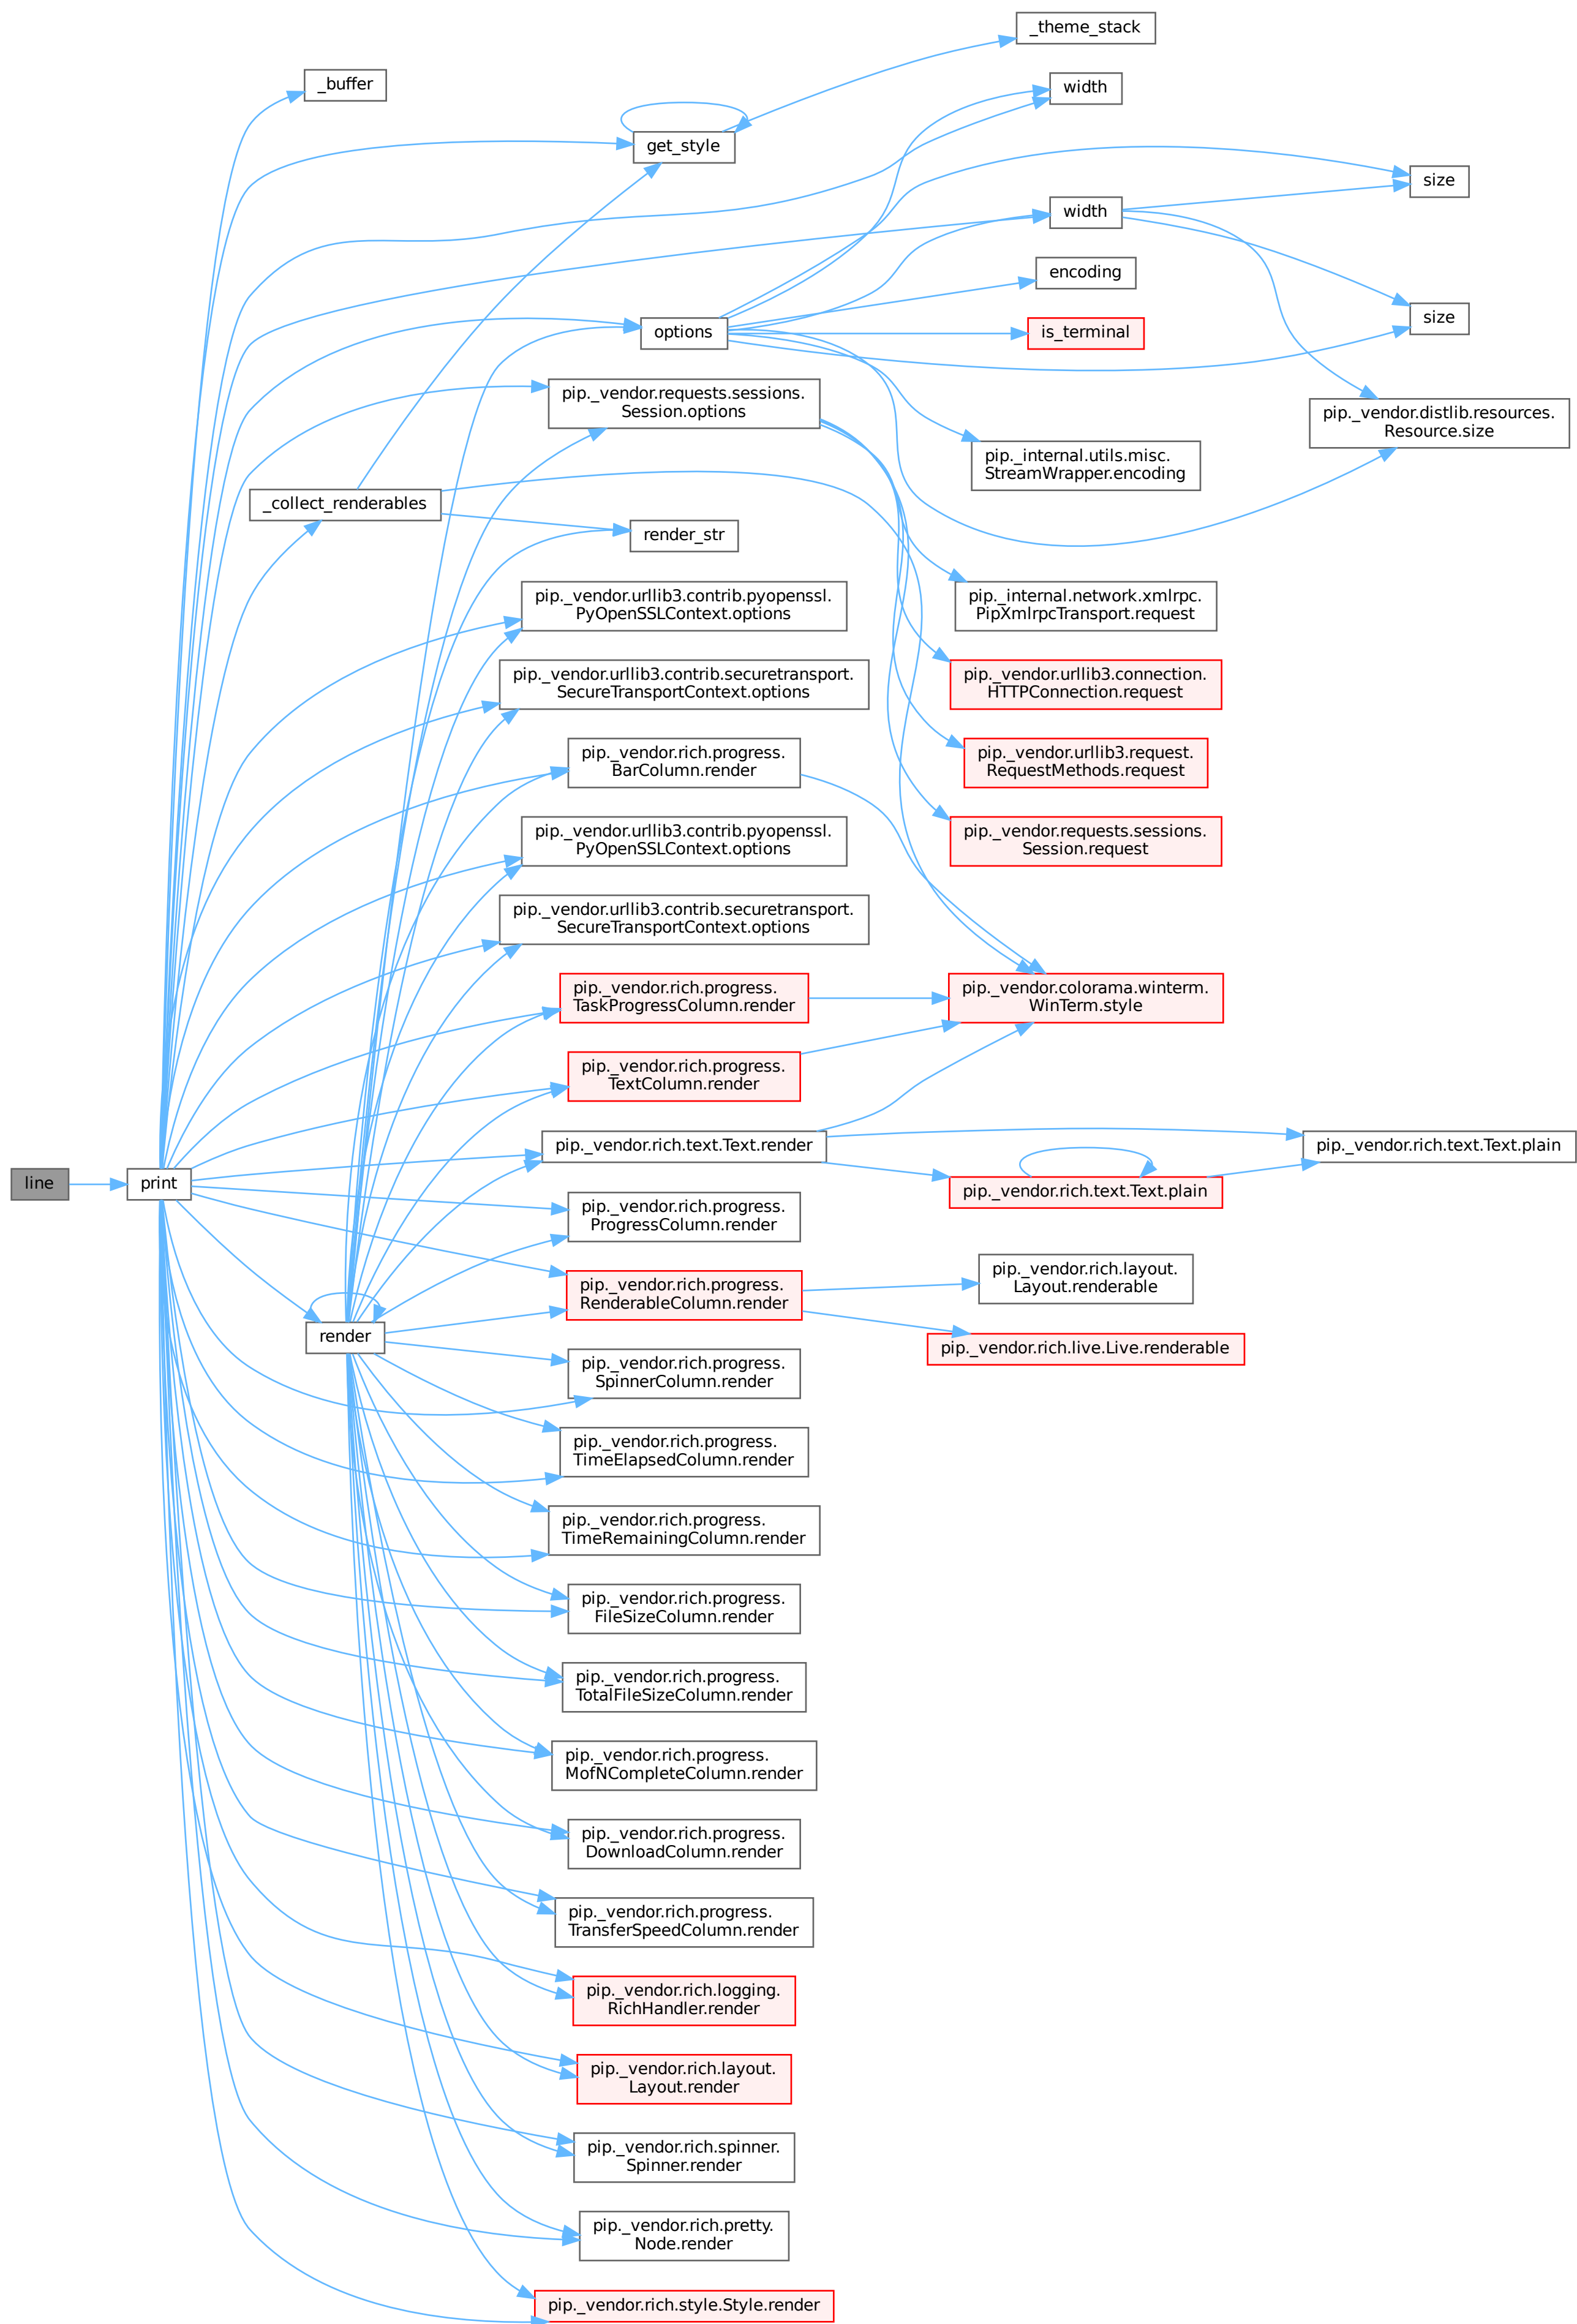 _theme_stack
_buffer
width
get_style
size
width
encoding
size
options
is_terminal
pip._vendor.requests.sessions.
Session.options
pip._vendor.distlib.resources.
Resource.size
pip._internal.utils.misc.
StreamWrapper.encoding
_collect_renderables
render_str
pip._vendor.urllib3.contrib.pyopenssl.
PyOpenSSLContext.options
pip._internal.network.xmlrpc.
PipXmlrpcTransport.request
pip._vendor.urllib3.contrib.securetransport.
SecureTransportContext.options
pip._vendor.urllib3.connection.
HTTPConnection.request
pip._vendor.rich.progress.
BarColumn.render
pip._vendor.urllib3.request.
RequestMethods.request
pip._vendor.urllib3.contrib.pyopenssl.
PyOpenSSLContext.options
pip._vendor.requests.sessions.
Session.request
pip._vendor.urllib3.contrib.securetransport.
SecureTransportContext.options
pip._vendor.rich.progress.
TaskProgressColumn.render
pip._vendor.colorama.winterm.
WinTerm.style
pip._vendor.rich.progress.
TextColumn.render
pip._vendor.rich.text.Text.render
pip._vendor.rich.text.Text.plain
line
print
pip._vendor.rich.text.Text.plain
pip._vendor.rich.progress.
ProgressColumn.render
pip._vendor.rich.layout.
Layout.renderable
pip._vendor.rich.progress.
RenderableColumn.render
render
pip._vendor.rich.live.Live.renderable
pip._vendor.rich.progress.
SpinnerColumn.render
pip._vendor.rich.progress.
TimeElapsedColumn.render
pip._vendor.rich.progress.
TimeRemainingColumn.render
pip._vendor.rich.progress.
FileSizeColumn.render
pip._vendor.rich.progress.
TotalFileSizeColumn.render
pip._vendor.rich.progress.
MofNCompleteColumn.render
pip._vendor.rich.progress.
DownloadColumn.render
pip._vendor.rich.progress.
TransferSpeedColumn.render
pip._vendor.rich.logging.
RichHandler.render
pip._vendor.rich.layout.
Layout.render
pip._vendor.rich.spinner.
Spinner.render
pip._vendor.rich.pretty.
Node.render
pip._vendor.rich.style.Style.render